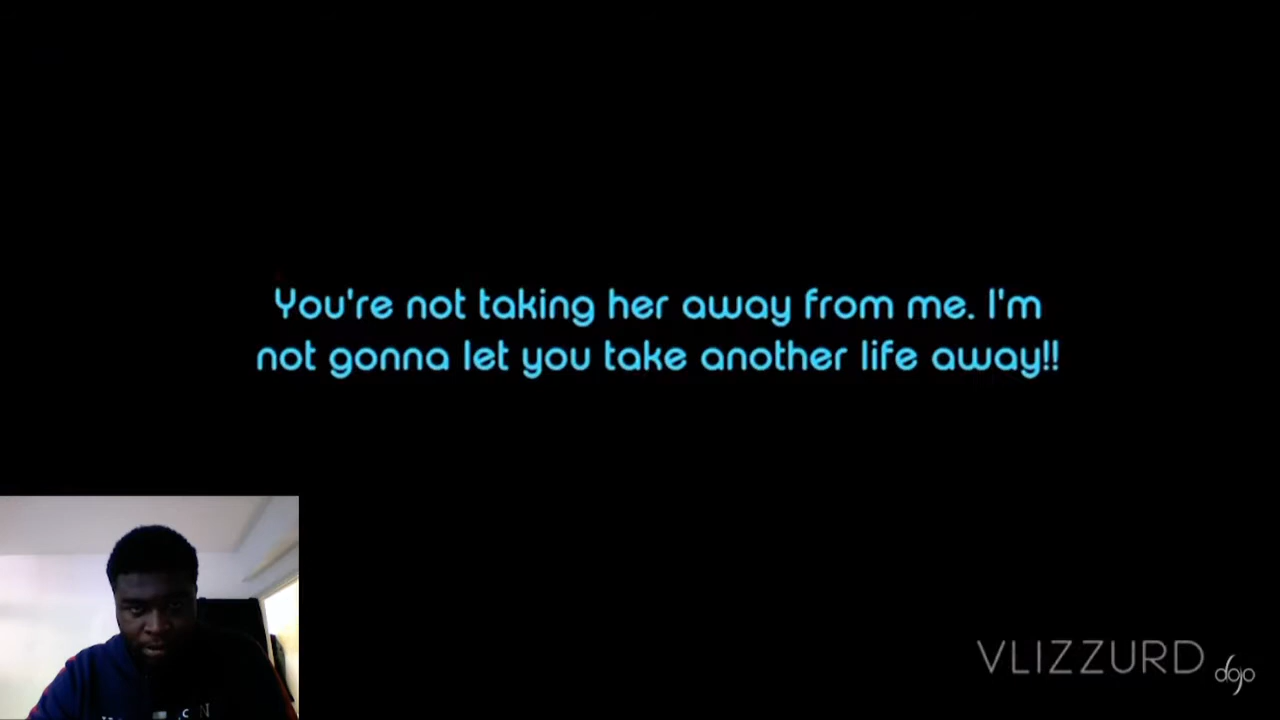 You're not taking her away from me. I'm
not gonna let you take another life away!!
VLIZZURD
dojo